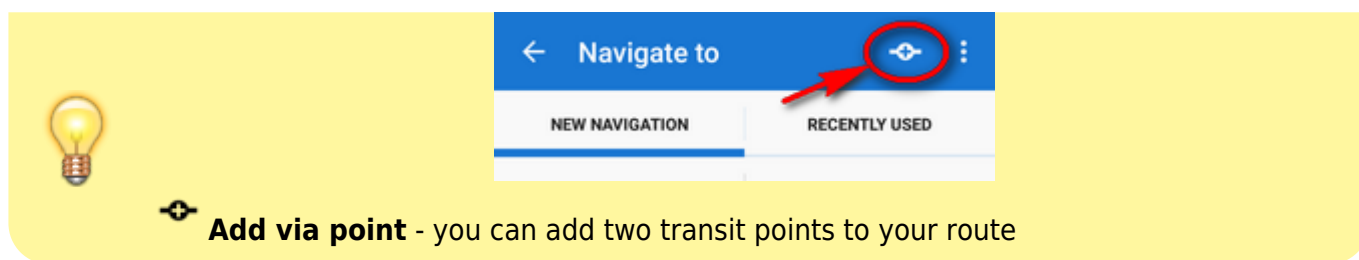 Navigate to
NEW NAVIGATION RECENTLY USED
Add via point - you can add two transit points to your route